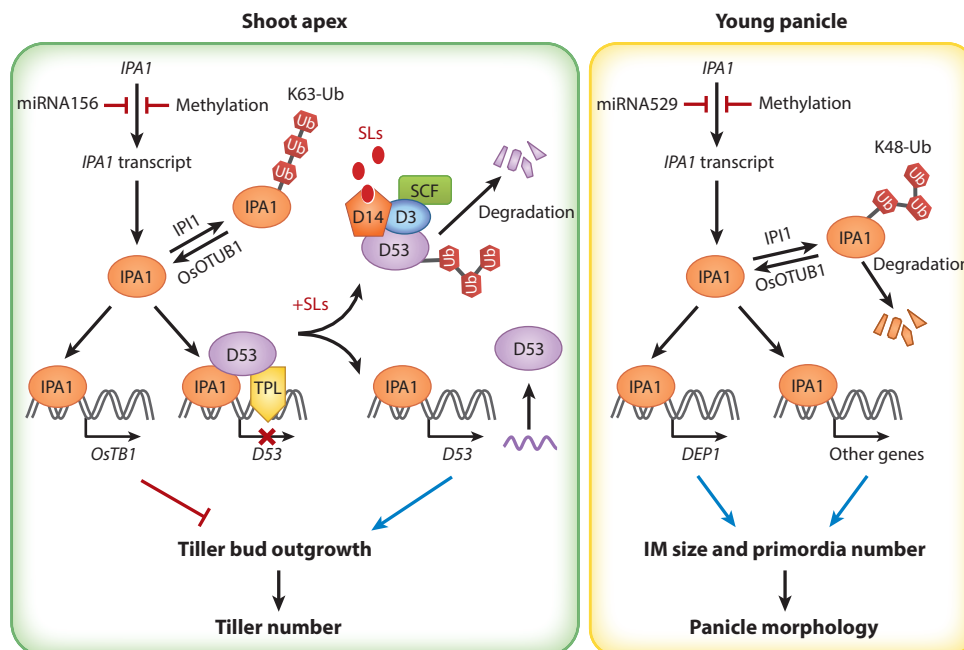 Shoot apex
IPA1
miRNA156
Methylation
K63-Ub
Ub
Ub
Ub
IPA1
IPA1 transcript
IPI1
OsOTUB1
IPA1
SLs
SCF
D14
D3
D53
Ub
Ub
Ub
Degradation
+SLs
D53
IPA1
TPL
IPA1
IPA1
D53
OsTB1
D53
D53
Tiller bud outgrowth
Tiller number
Young panicle
IPA1
miRNA529
Methylation
IPA1 transcript
K48-Ub
Ub
Ub
Ub
IPA1
IPI1
OsOTUB1
IPA1
Degradation
IPA1
IPA1
DEP1
Other genes
IM size and primordia number
Panicle morphology